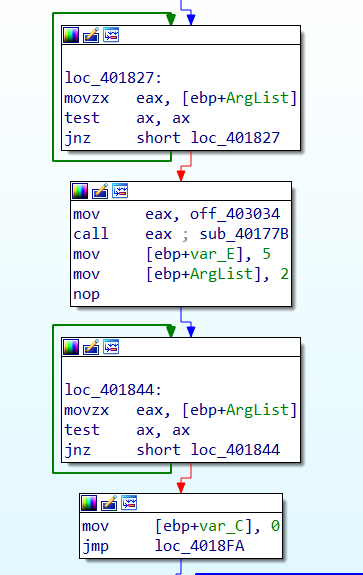 loc_401827:
movzx eax, [ebp+ArgList]
test ax, ax
jnz short loc_401827
mov eax, off_403034
call eax ; sub_40177B
mov [ebp+var_E], 5
mov [ebp+ArgList], 2
nop
loc_401844:
movzx eax, [ebp+ArgList]
test ax, ax
jnz short loc_401844
mov [ebp+var_C], 0
jmp loc_4018FA